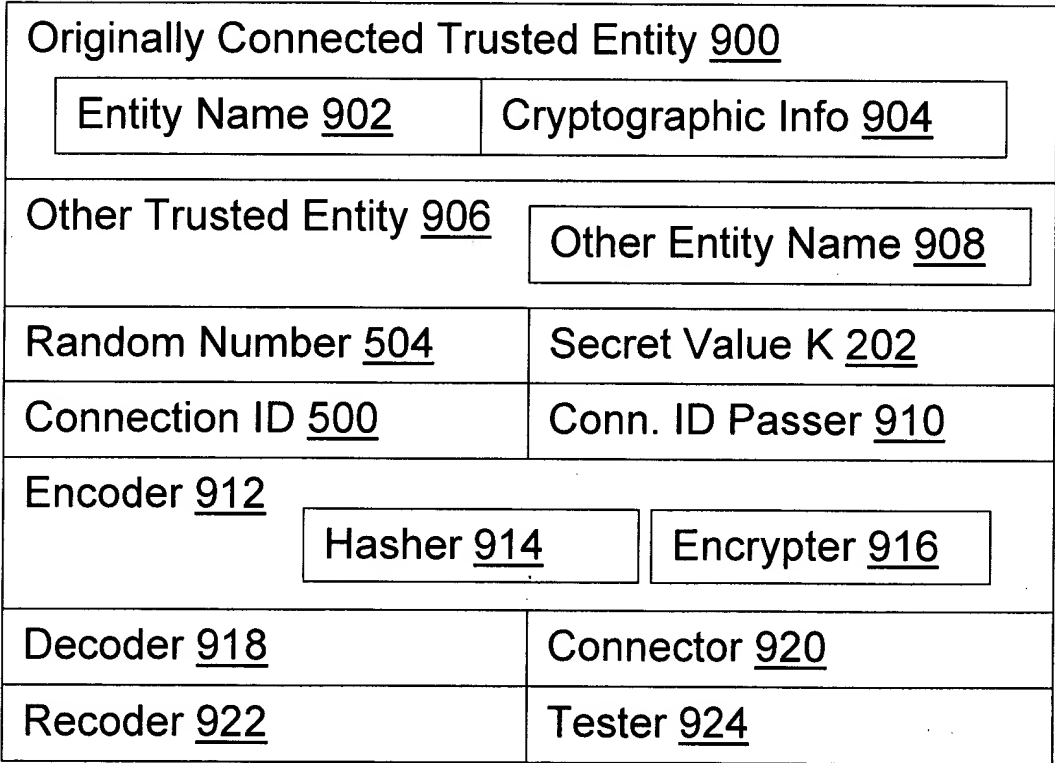 Originally Connected Trusted Entity 900
Entity Name 902 Cryptographic Info 904
Other Trusted Entity 906
Other Entity Name 908
Random Number 504 Secret Value K 202
Connection ID 500 Conn. ID Passer 910
Encoder 912
Hasher 914 Encrypter 916
Decoder 918 Connector 920
Recoder 922 Tester 924